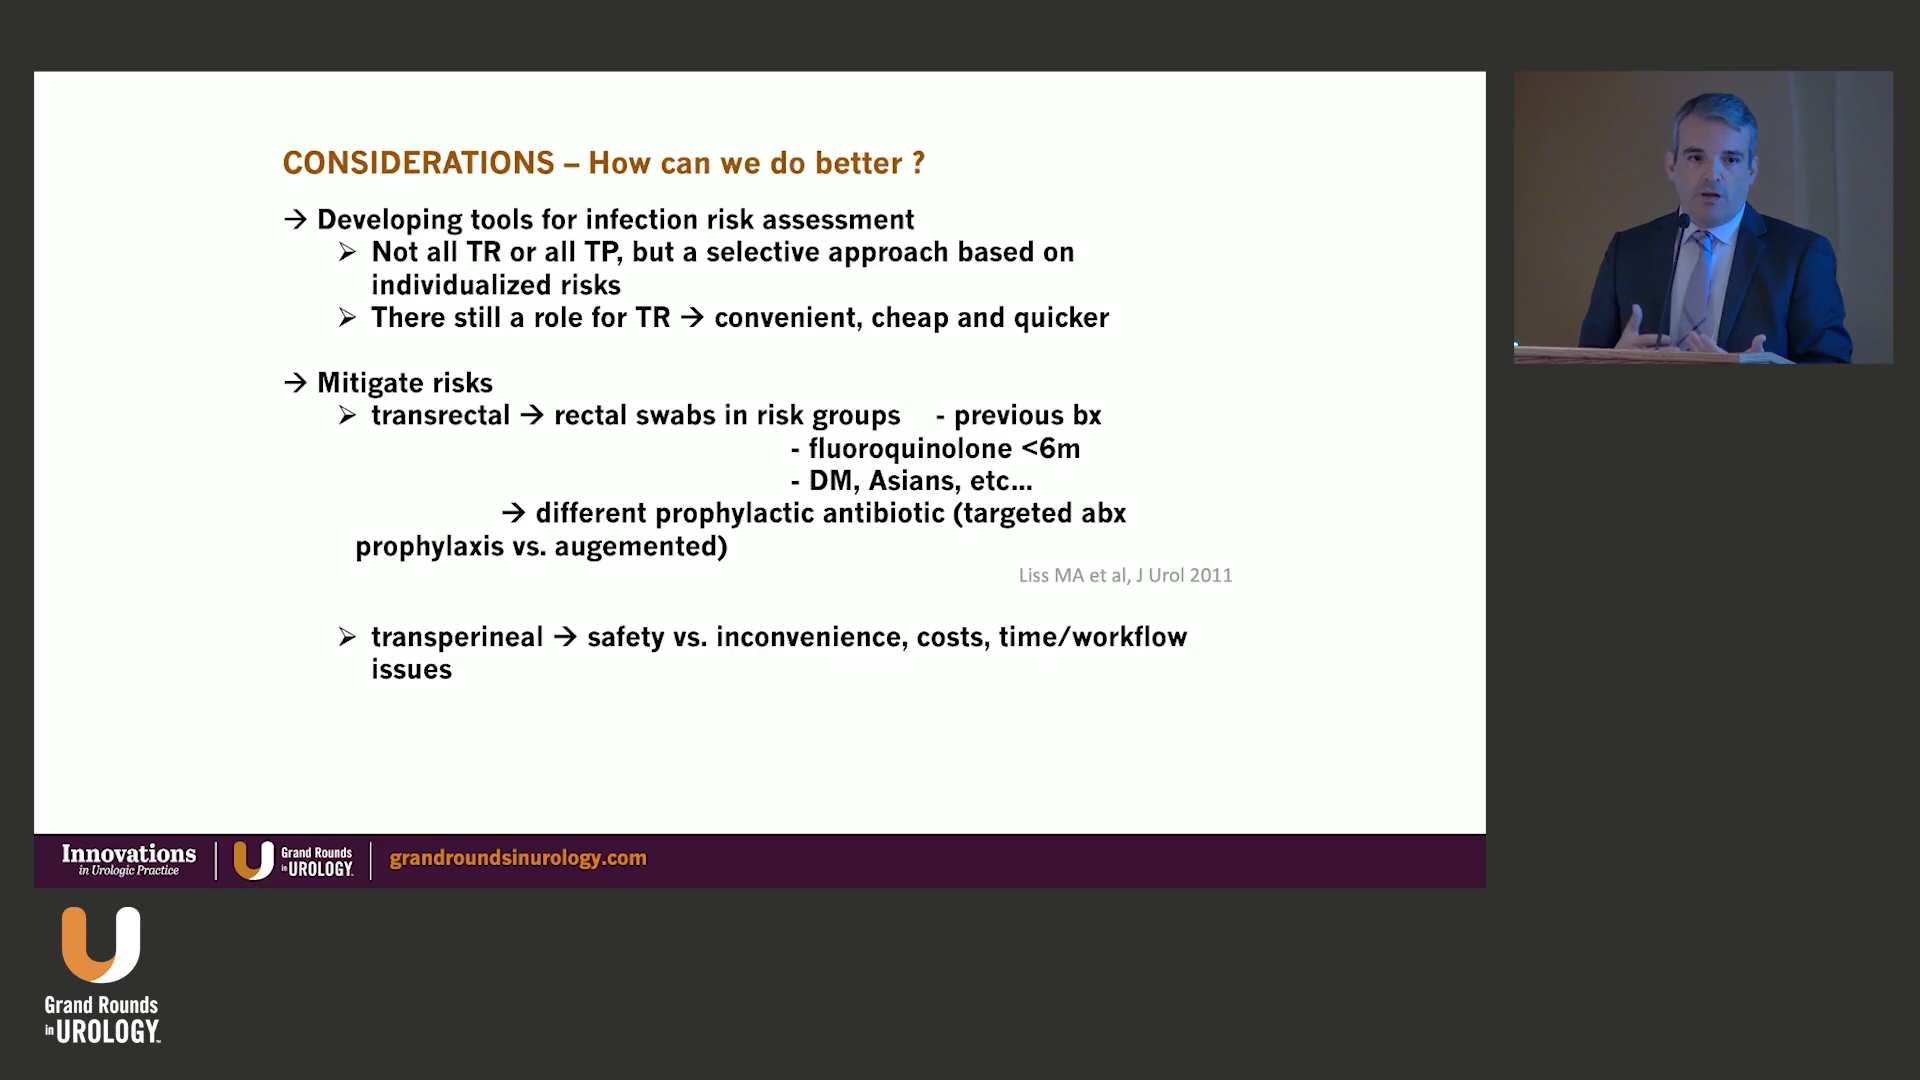 CONSIDERATIONS – How can we do better ?
→ Developing tools for infection risk assessment
➢ Not all TR or all TP, but a selective approach based on
individualized risks
➢ There still a role for TR → convenient, cheap and quicker
→ Mitigate risks
➢ transrectal → rectal swabs in risk groups - previous bx
- fluoroquinolone <6m
- DM, Asians, etc...
→ different prophylactic antibiotic (targeted abx
prophylaxis vs. augemented)
Liss MA et al, J Urol 2011
➢ transperineal → safety vs. inconvenience, costs, time/workflow
issues
Innovations
in Urologic Practice
Grand Rounds
in UROLOGY
grandroundsinurology.com
Grand Rounds
in UROLOGY™